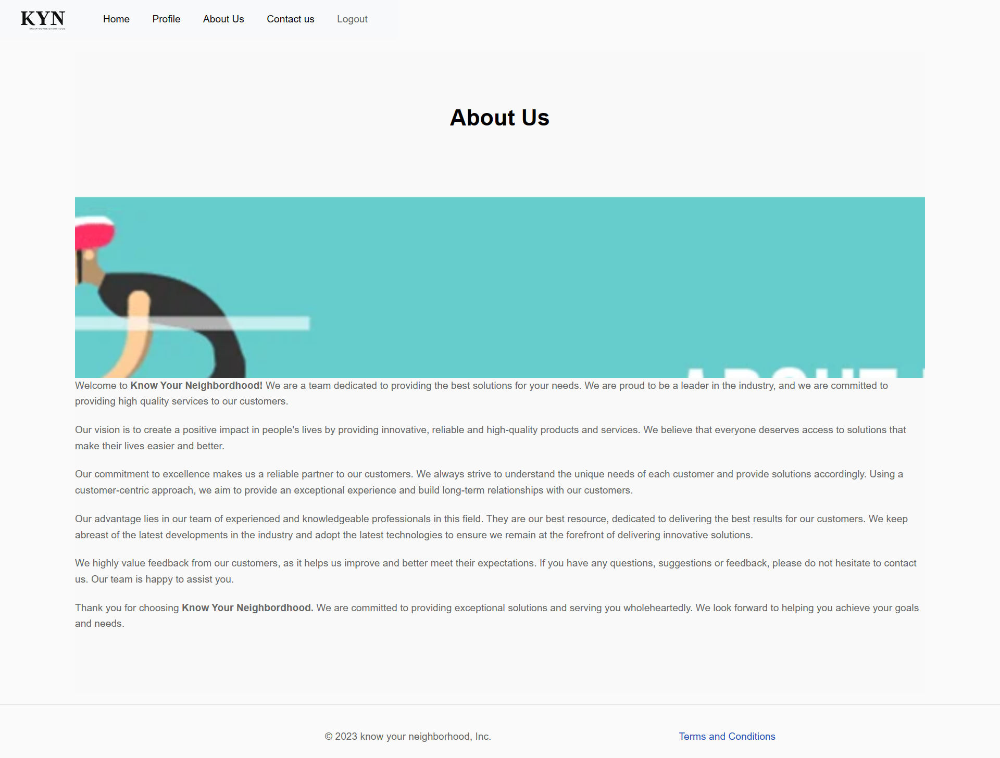 KYN
KNOWYOURNEIGHBORHOOD
Home
Profile
About Us
Contact us
Logout
About Us
ABOUT
Welcome to Know Your Neighbordhood! We are a team dedicated to providing the best solutions for your needs. We are proud to be a leader in the industry, and we are committed to
providing high quality services to our customers.
Our vision is to create a positive impact in people's lives by providing innovative, reliable and high-quality products and services. We believe that everyone deserves access to solutions that
make their lives easier and better.
Our commitment to excellence makes us a reliable partner to our customers. We always strive to understand the unique needs of each customer and provide solutions accordingly. Using a
customer-centric approach, we aim to provide an exceptional experience and build long-term relationships with our customers.
Our advantage lies in our team of experienced and knowledgeable professionals in this field. They are our best resource, dedicated to delivering the best results for our customers. We keep
abreast of the latest developments in the industry and adopt the latest technologies to ensure we remain at the forefront of delivering innovative solutions.
We highly value feedback from our customers, as it helps us improve and better meet their expectations. If you have any questions, suggestions or feedback, please do not hesitate to contact
us. Our team is happy to assist you.
Thank you for choosing Know Your Neighbordhood. We are committed to providing exceptional solutions and serving you wholeheartedly. We look forward to helping you achieve your goals
and needs.
© 2023 know your neighborhood, Inc.
Terms and Conditions